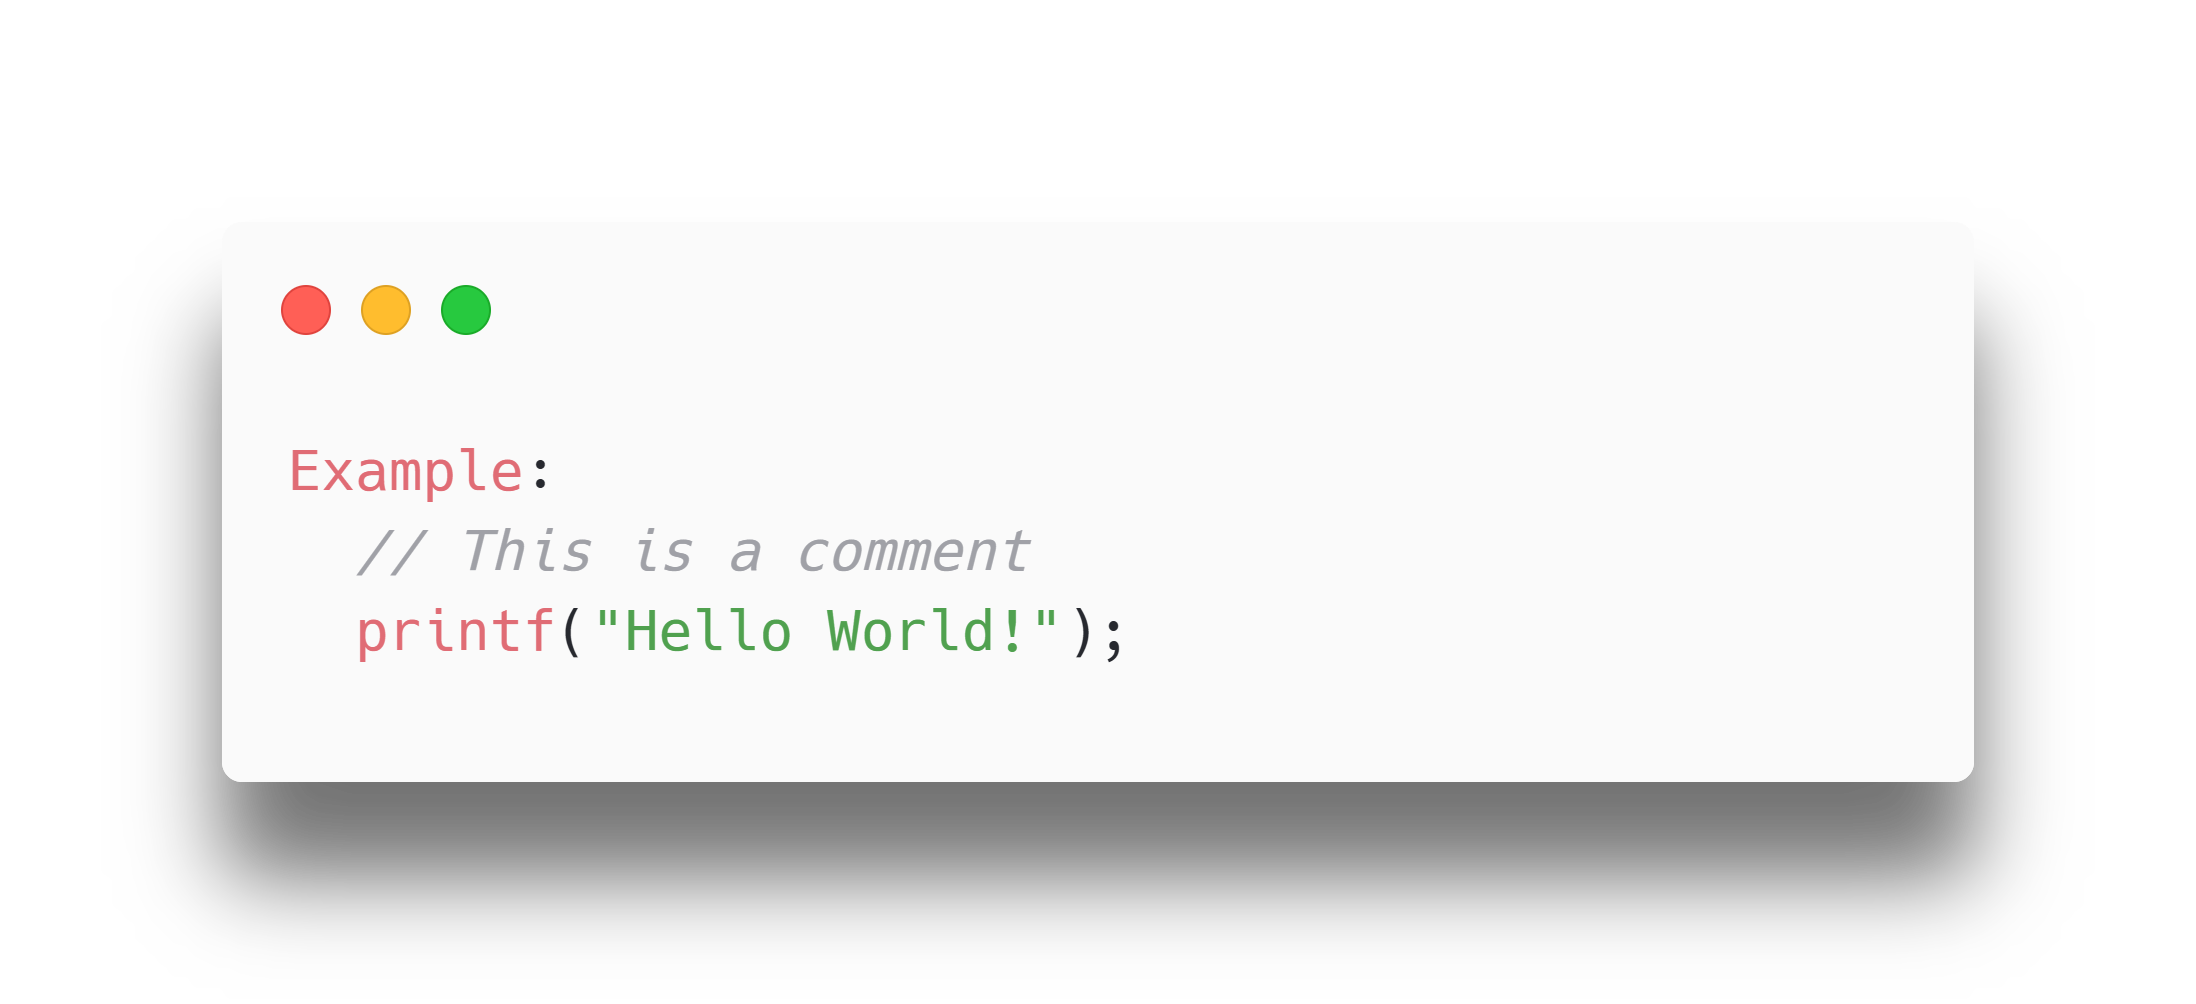 Example:
  // This is a comment
  printf("Hello World!");